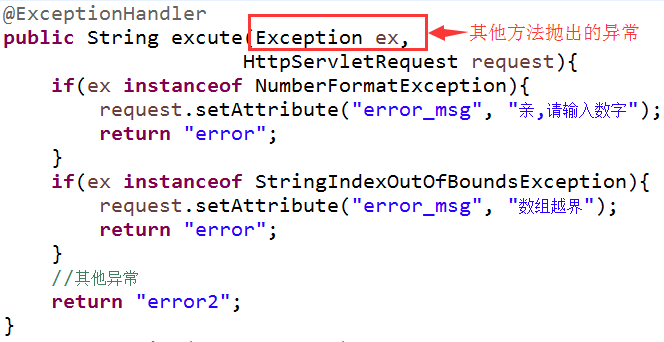 @ExceptionHandler
public String excute(Exception ex, 其他方法抛出的异常
HttpServletRequest request){
if(ex instanceof NumberFormatException){
request.setAttribute("error_msg", "亲,请输入数字");
return "error";
}
if(ex instanceof StringIndexOutOfBoundsException){
request.setAttribute("error_msg", "数组越界");
return "error";
}
//其他异常
return "error2";
}